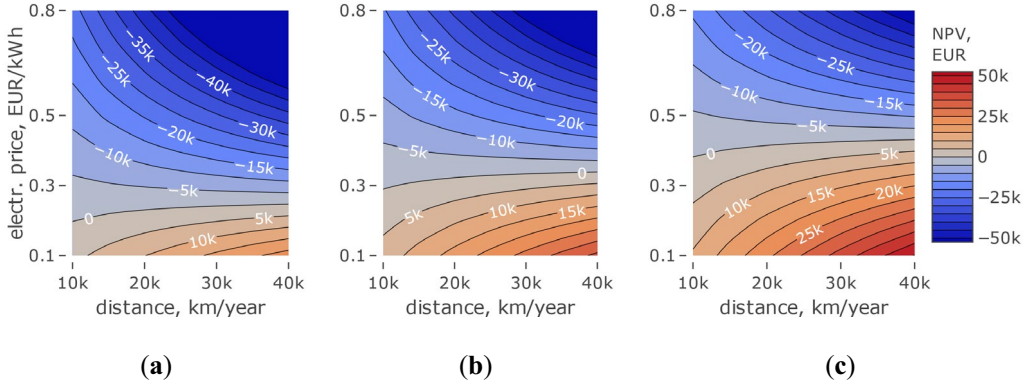 electr. price, EUR/kWh
0.8
0.5
0.3
0.1
−35k
−25k
−40k
−30k
−20k
−15k
−10k
−5k
0
5k
10k
10k 20k 30k 40k
distance, km/year
(a)
0.8
0.5
0.3
0.1
−25k
−30k
−15k
−20k
−10k
−5k
0
5k
10k
15k
10k 20k 30k 40k
distance, km/year
(b)
0.8
0.5
0.3
0.1
−20k
−25k
−10k
−15k
−5k
0
5k
15k
20k
10k
25k
10k 20k 30k 40k
distance, km/year
(c)
NPV,
EUR
50k
25k
0
−25k
−50k